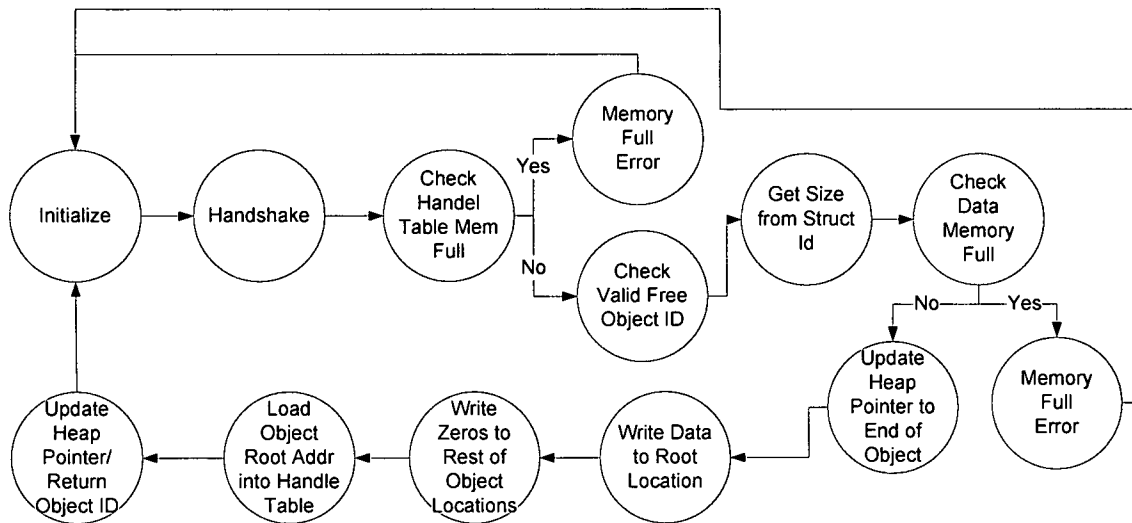 Memory
Full
Error
Yes
Initialize
Handshake
Check
Handel
Table Mem
Full
No
Check
Valid Free
Object ID
Get Size
from Struct
Id
Check
Data
Memory
Full
No
Yes
Update
Heap
Pointer to
End of
Object
Memory
Full
Error
Update
Heap
Pointer/
Return
Object ID
Load
Object
Root Addr
into Handle
Table
Write
Zeros to
Rest of
Object
Locations
Write Data
to Root
Location